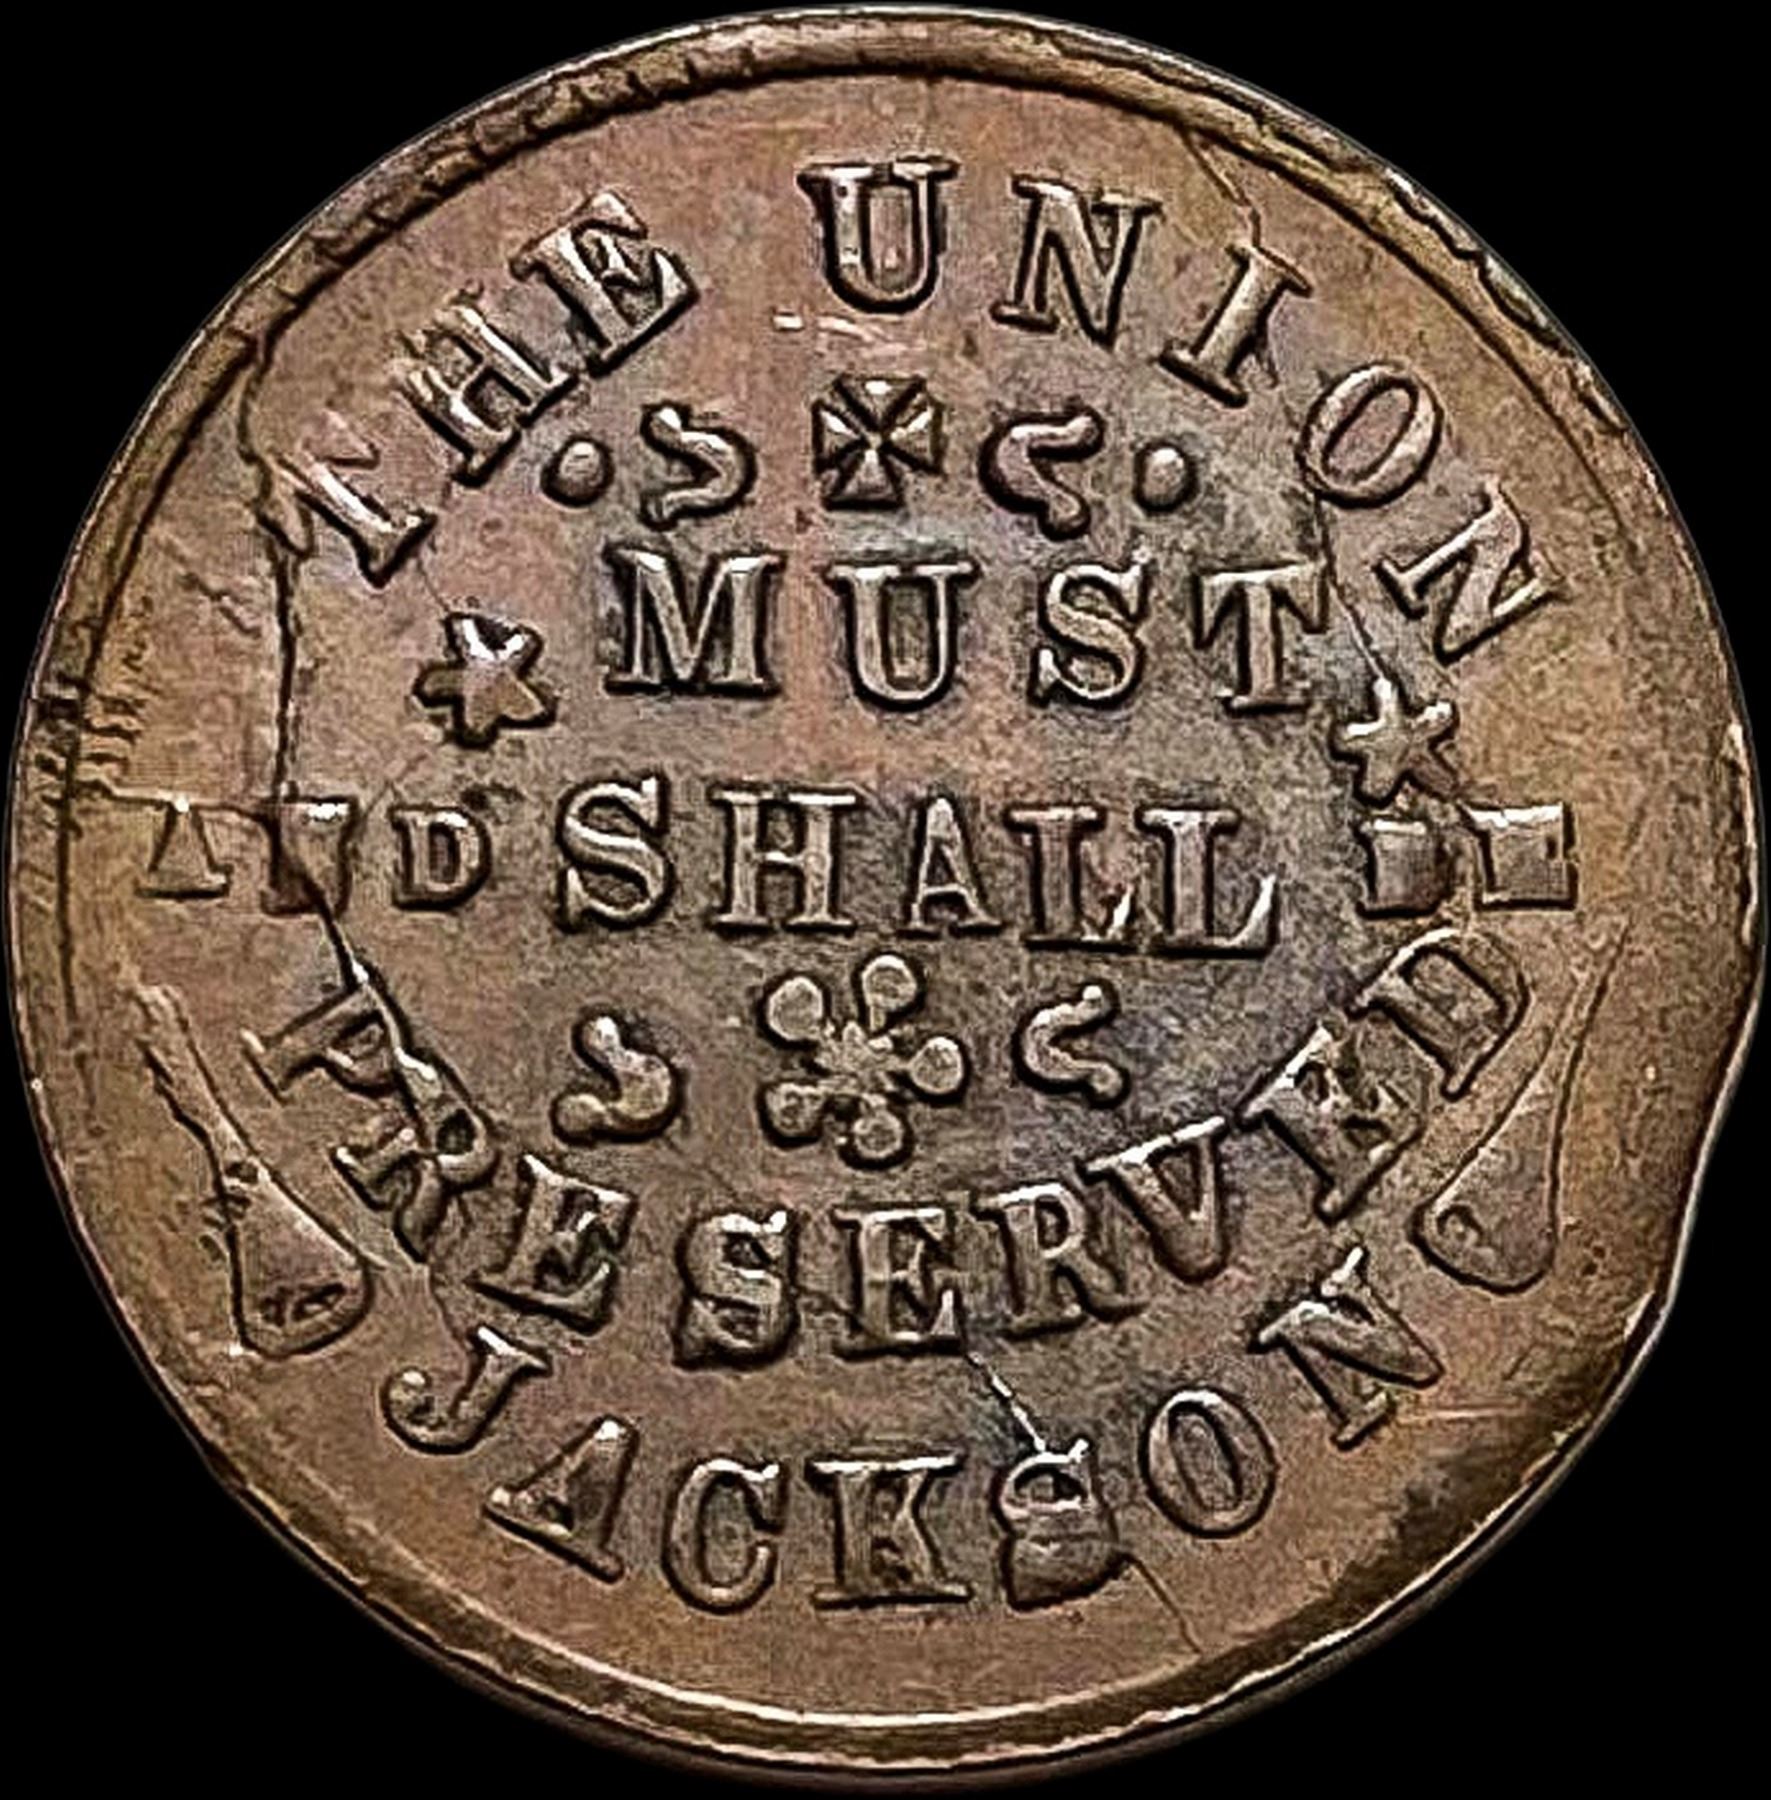 THE UNION
MUST
AND SHALL BE
PRESERVED
JACKSON